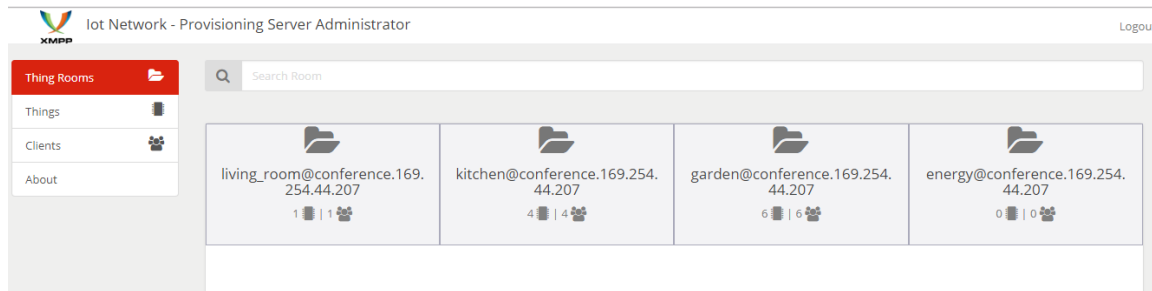 XMPP
Iot Network - Provisioning Server Administrator
Logou
Thing Rooms
Things
Clients
About
Search Room
living_room@conference.169.
254.44.207
1 | 1
kitchen@conference.169.254.
44.207
4 | 4
garden@conference.169.254.
44.207
6 | 6
energy@conference.169.254.
44.207
0 | 0